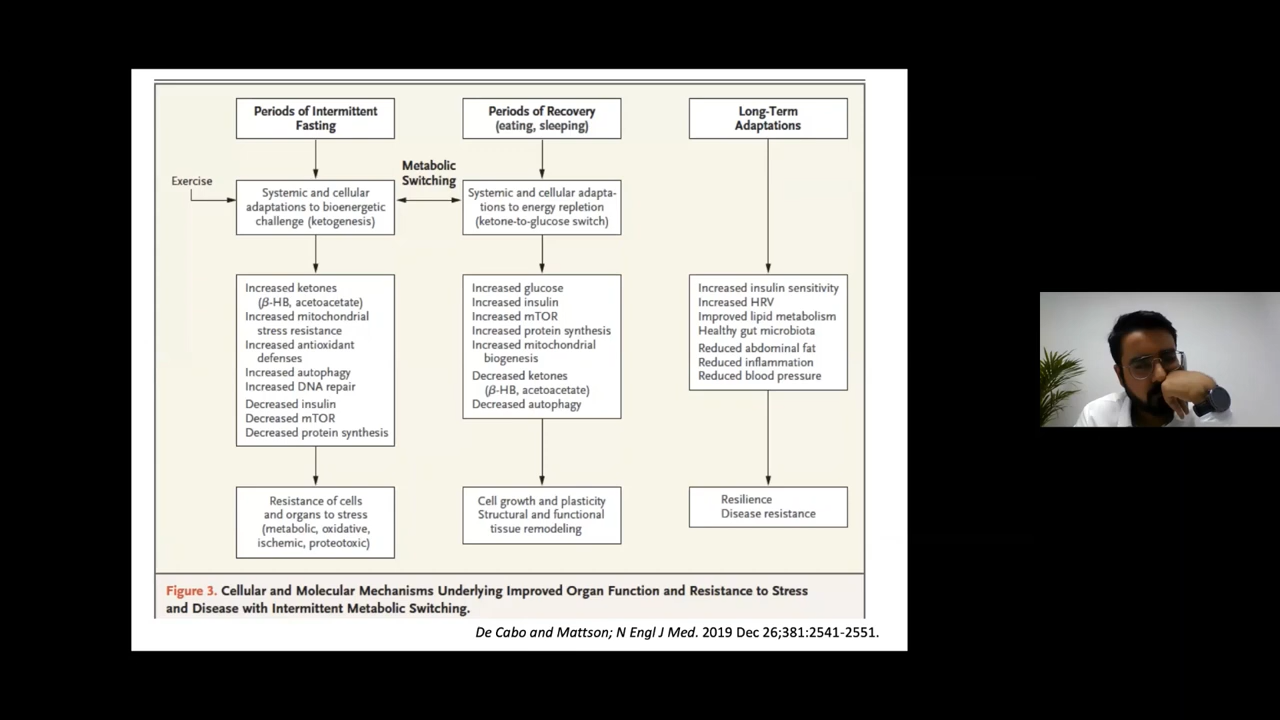 Periods of Intermittent
Fasting
Periods of Recovery
(eating, sleeping)
Long-Term
Adaptations
Exercise
Metabolic
Switching
Systemic and cellular
adaptations to bioenergetic
challenge (ketogenesis)
Systemic and cellular adapta-
tions to energy repletion
(ketone-to-glucose switch)
Increased ketones
(β-HB, acetoacetate)
Increased mitochondrial
stress resistance
Increased antioxidant
defenses
Increased autophagy
Increased DNA repair
Decreased insulin
Decreased mTOR
Decreased protein synthesis
Increased glucose
Increased insulin
Increased mTOR
Increased protein synthesis
Increased mitochondrial
biogenesis
Decreased ketones
(β-HB, acetoacetate)
Decreased autophagy
Increased insulin sensitivity
Increased HRV
Improved lipid metabolism
Healthy gut microbiota
Reduced abdominal fat
Reduced inflammation
Reduced blood pressure
Resistance of cells
and organs to stress
(metabolic, oxidative,
ischemic, proteotoxic)
Cell growth and plasticity
Structural and functional
tissue remodeling
Resilience
Disease resistance
Figure 3. Cellular and Molecular Mechanisms Underlying Improved Organ Function and Resistance to Stress
and Disease with Intermittent Metabolic Switching.
De Cabo and Mattson; N Engl J Med. 2019 Dec 26;381:2541-2551.